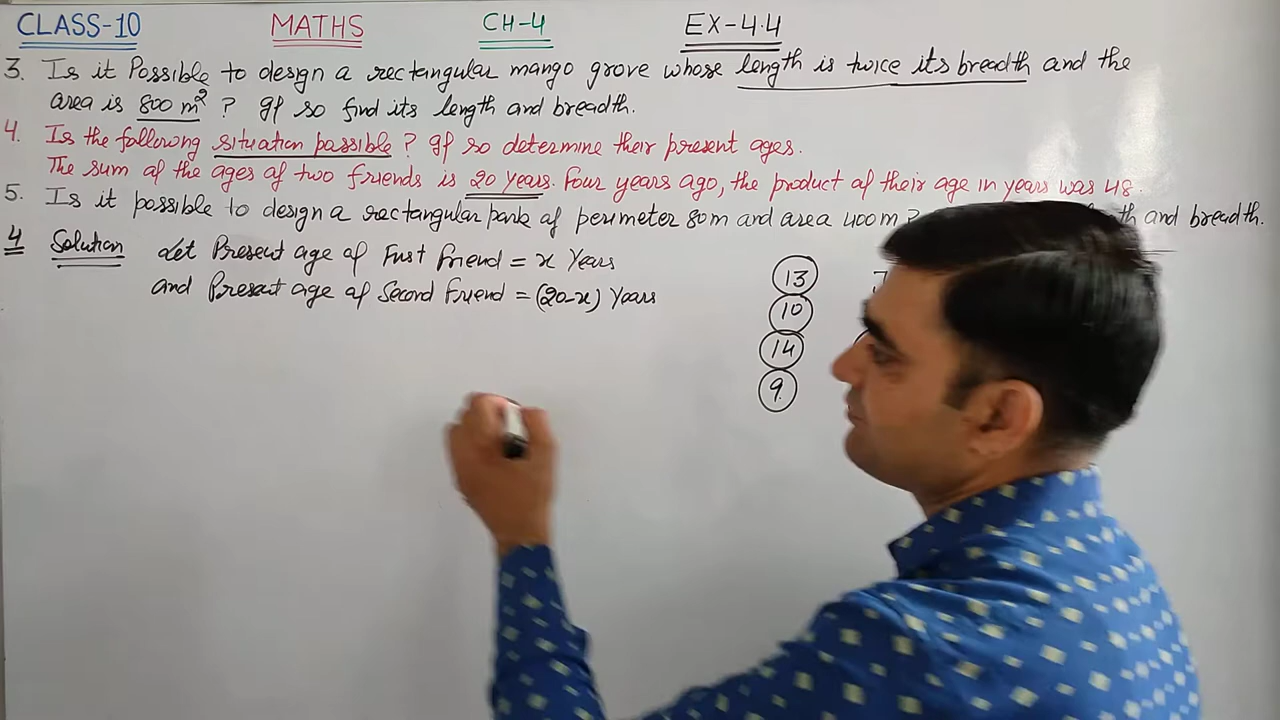 CLASS-10 MATHS CH-4 EX-4.4
3. Is it Possible to design a rectangular mango grove whose length is twice its breadth and the
area is 800 m² ? If so find its length and breadth.
4. Is the following situation possible ? If so determine their present ages.
The sum of the ages of two friends is 20 years. Four years ago, the product of their age in years was 48.
5. Is it possible to design a rectangular park of perimeter 80m and area 400m² and breadth.
4 Solution Let Present age of First friend = x Years
and Present age of Second friend = (20-x) Years
13
10
14
9